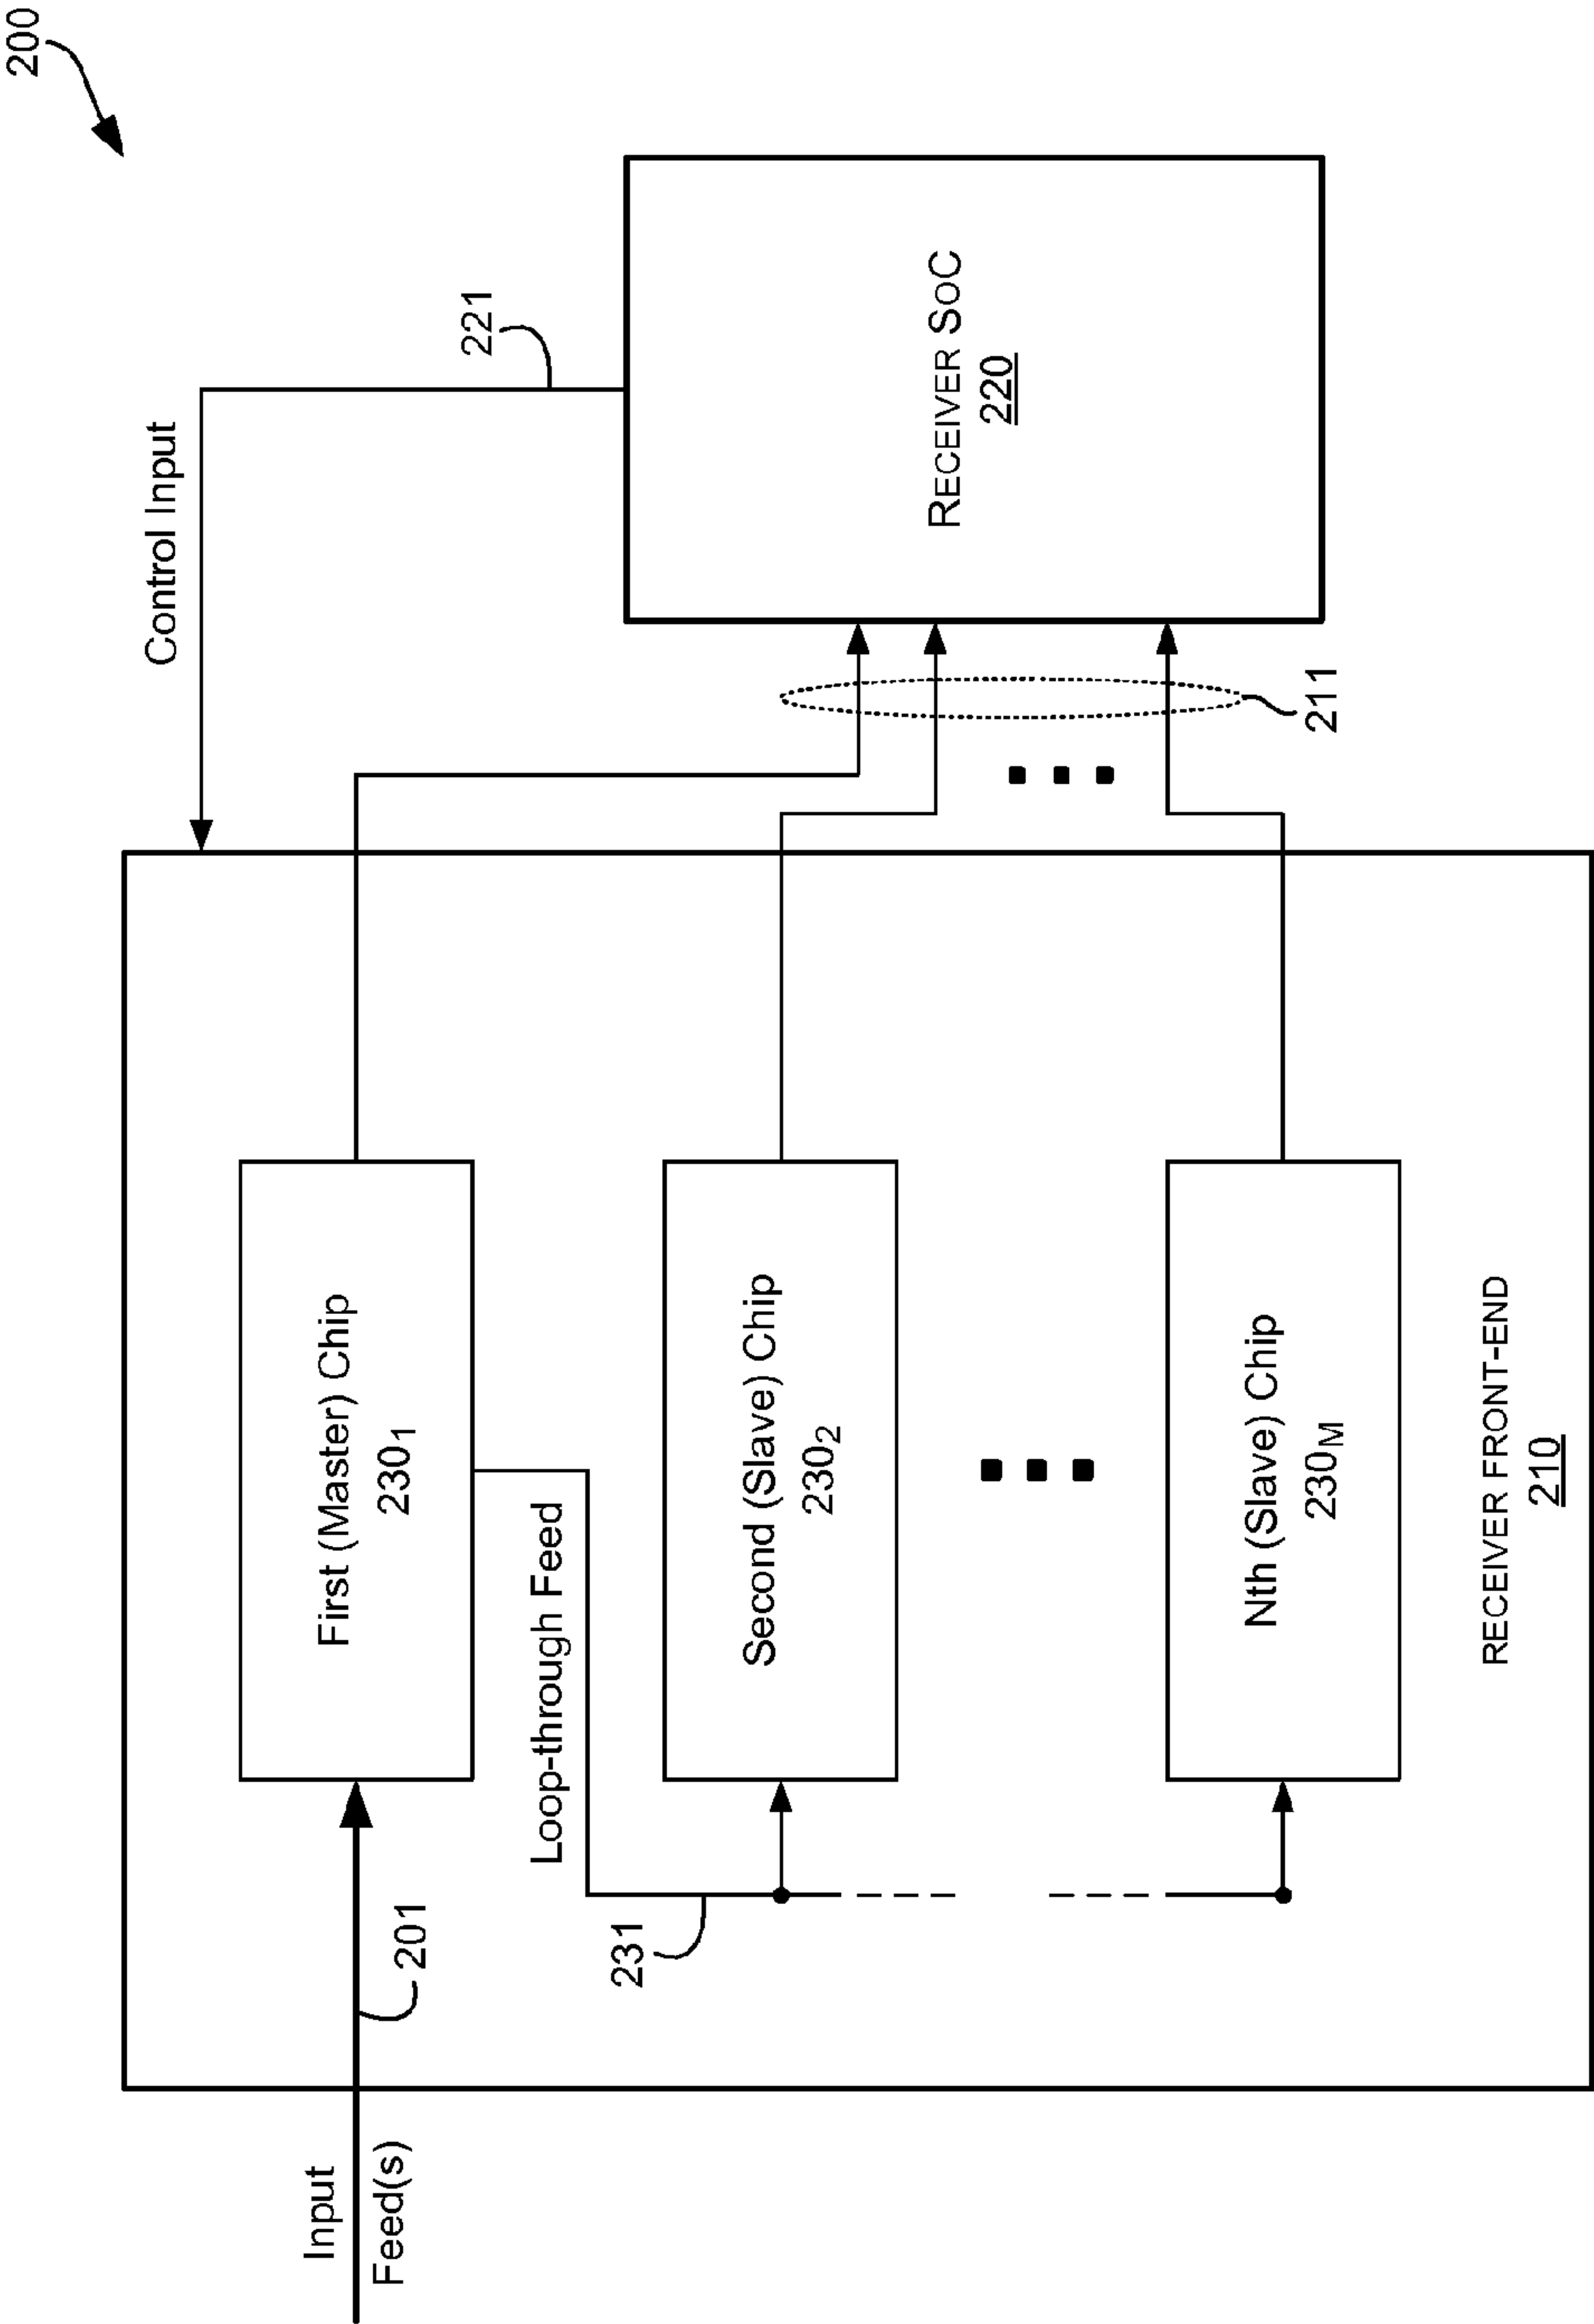 200
Control Input
221
Input
Feed(s)
201
First (Master) Chip
230₁
Loop-through Feed
231
Second (Slave) Chip
230₂
Nth (Slave) Chip
230M
RECEIVER FRONT-END
210
211
RECEIVER SOC
220